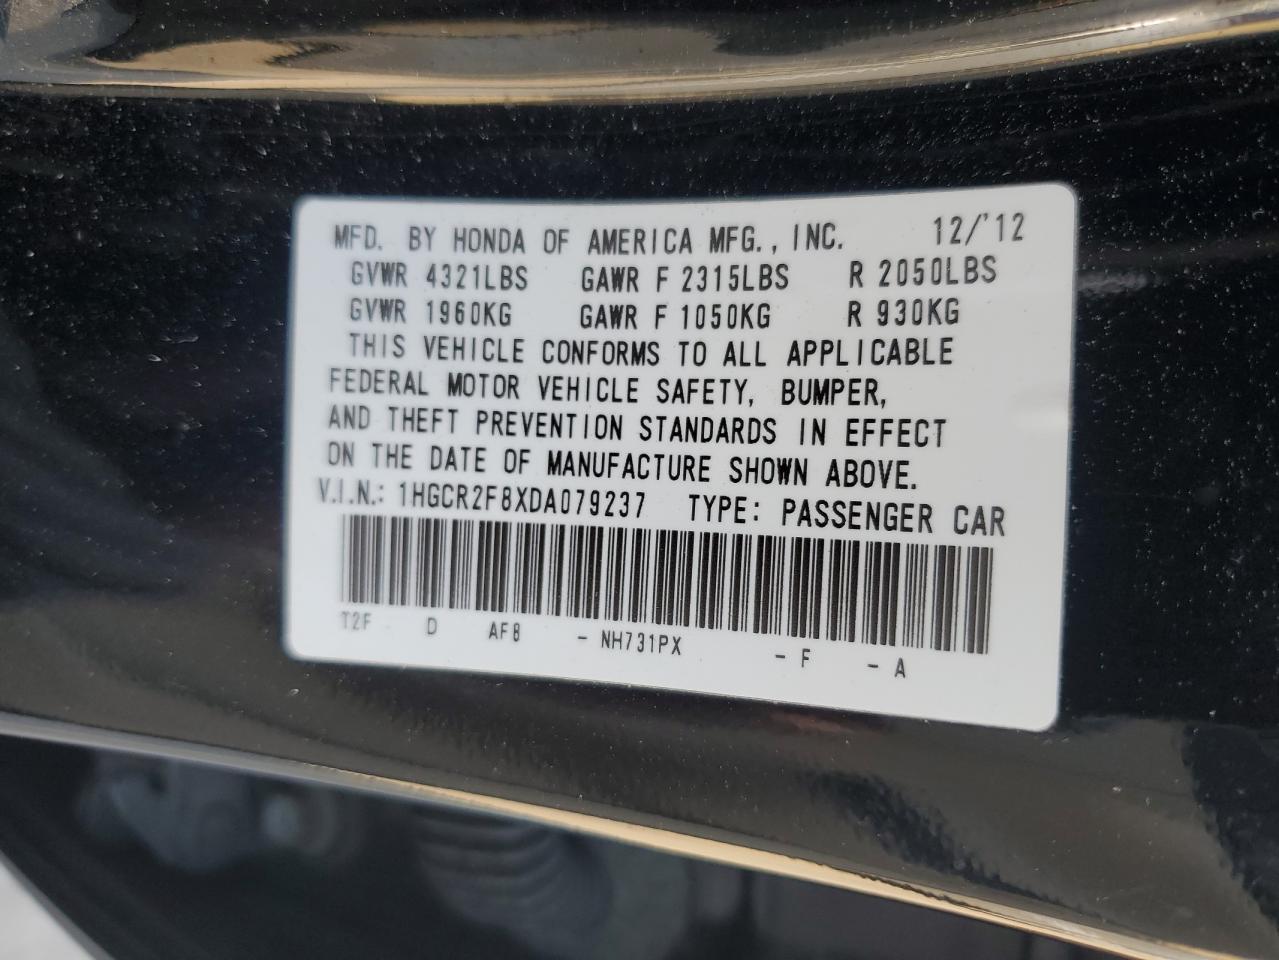 MFD. BY HONDA OF AMERICA MFG., INC. 12/'12
GVWR 4321LBS GAWR F 2315LBS R 2050LBS
GVWR 1960KG GAWR F 1050KG R 930KG
THIS VEHICLE CONFORMS TO ALL APPLICABLE
FEDERAL MOTOR VEHICLE SAFETY, BUMPER,
AND THEFT PREVENTION STANDARDS IN EFFECT
ON THE DATE OF MANUFACTURE SHOWN ABOVE.
V.I.N.: 1HGCR2F8XDA079237 TYPE: PASSENGER CAR
T2F D AF8 - NH731PX - F - A